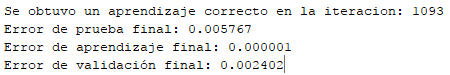 Se obtuvo un aprendizaje correcto en la iteracion: 1093
Error de prueba final: 0.005767
Error de aprendizaje final: 0.000001
Error de validación final: 0.002402